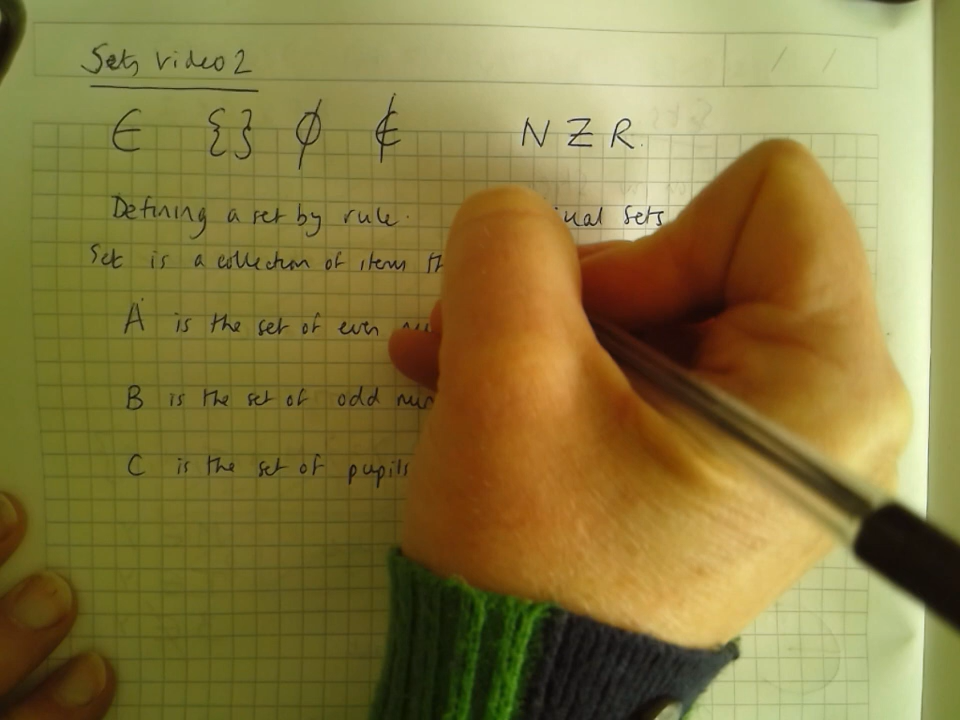 Sets video 2
∈ {} ∅ ∉ N Z R.
Defining a set by rule. sets
Set is a collection of items
A is the set of even
B is the set of odd
C is the set of pupils